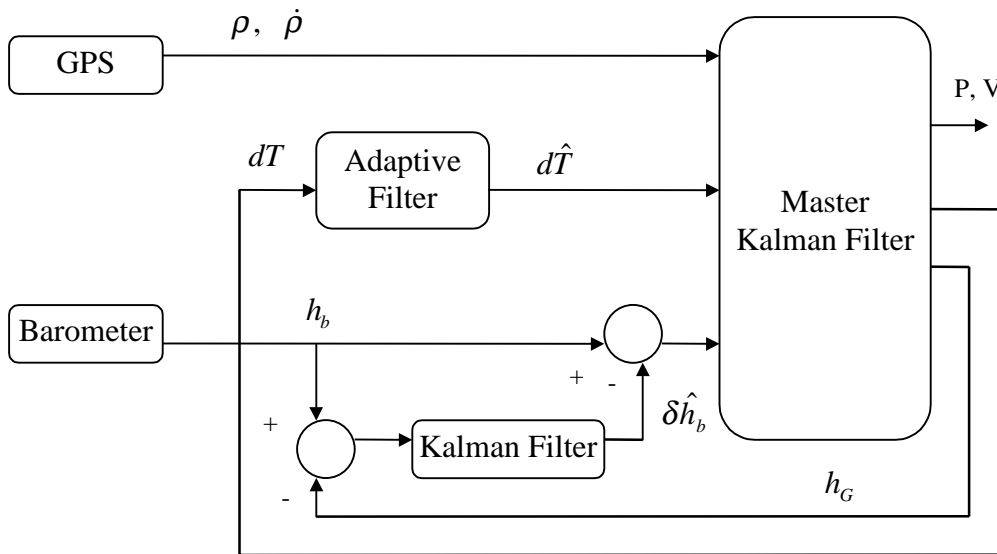 ρ, ρ̇
GPS
P, V
dT
Adaptive
Filter
dT̂
Master
Kalman Filter
Barometer
h_b
+ -
+
Kalman Filter
δĥ_b
-
h_G